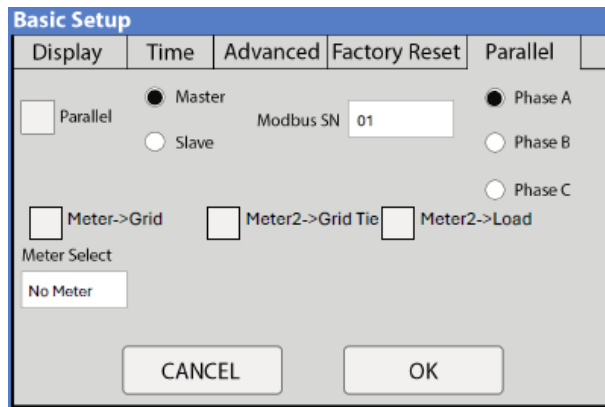 Basic Setup
Display Time Advanced Factory Reset Parallel
Parallel
Master
Slave
Modbus SN 01
Phase A
Phase B
Phase C
Meter->Grid Meter2->Grid Tie Meter2->Load
Meter Select
No Meter
CANCEL OK